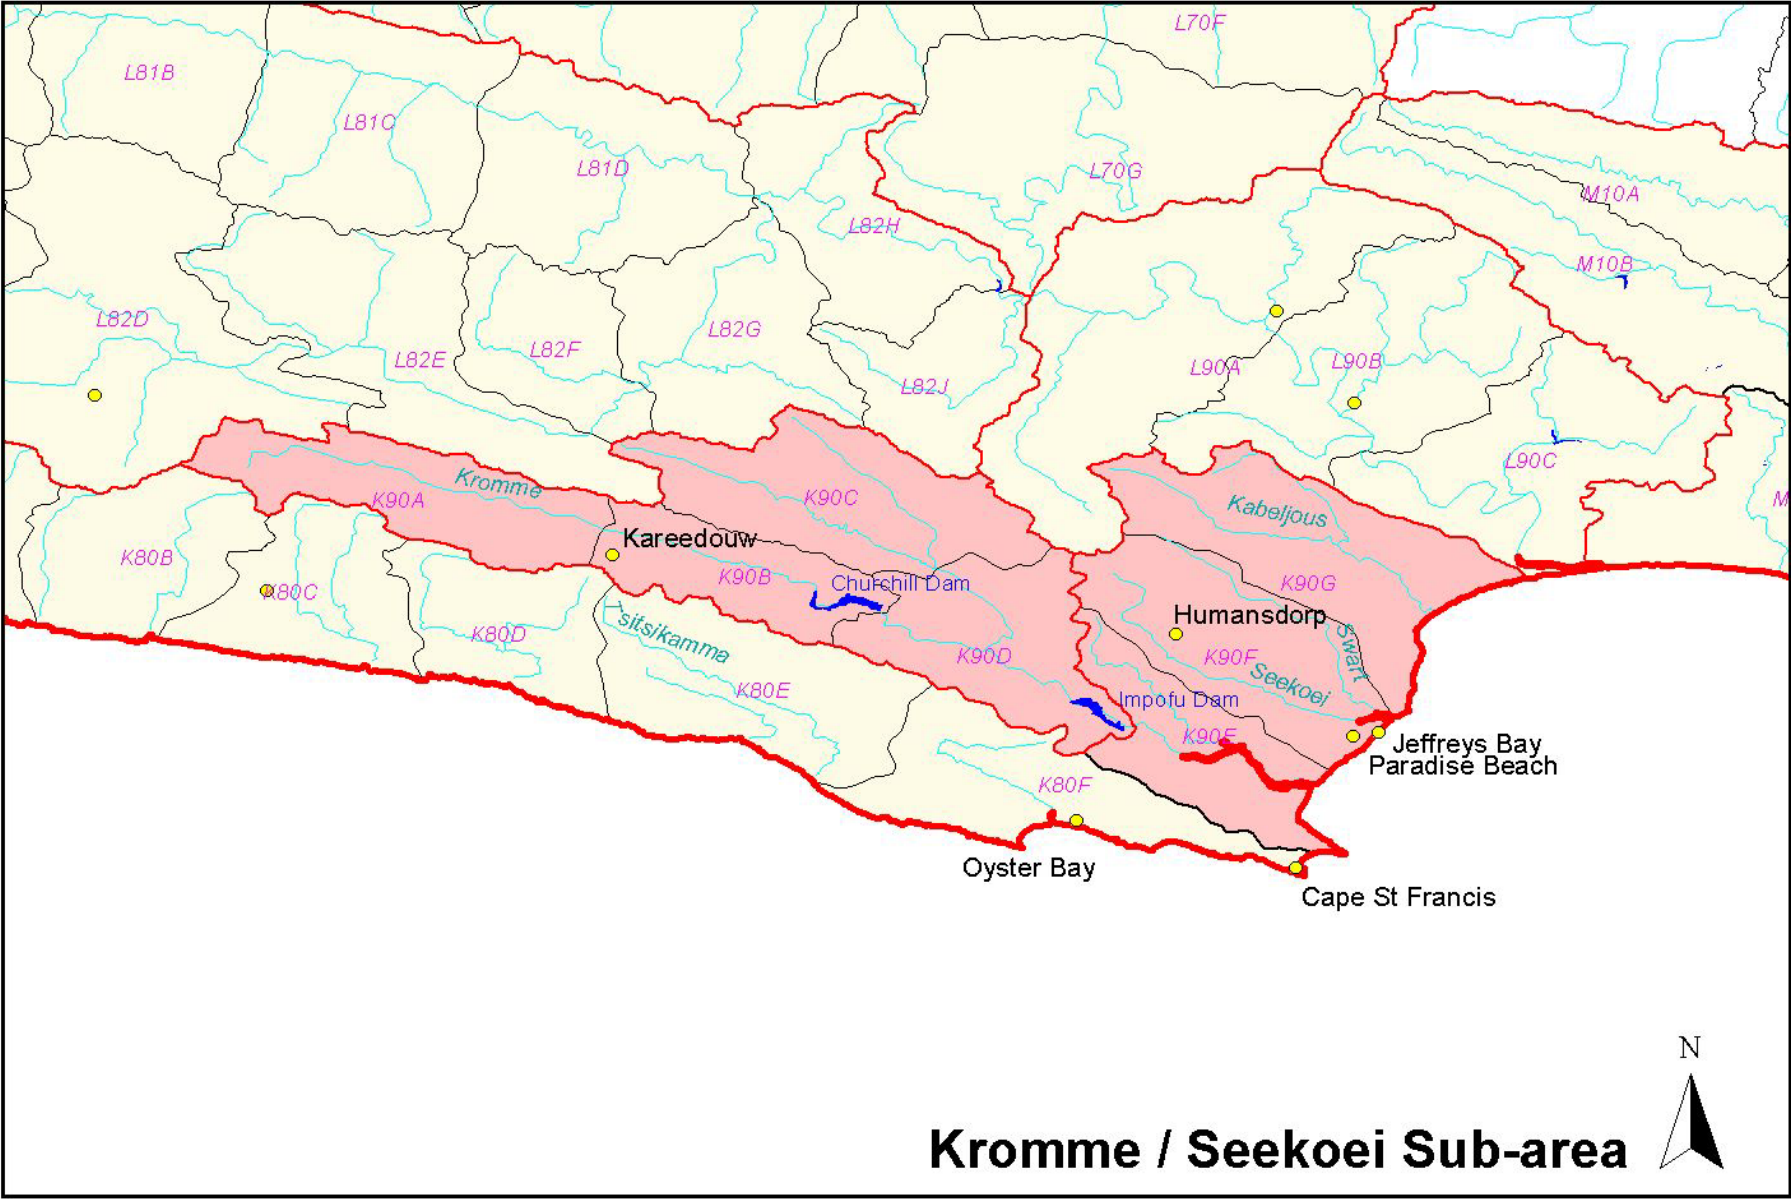 L70F
L81B
L81C
L81D
L70G
M10A
L82H
M10B
L82D
L82G
L82F
L82E
L90A
L90B
L82J
L90C
Kromme
K90A
K90C
Kabeljous
M
Kareedouw
K80B
K90B
Churchill Dam
K90G
K80C
Humansdorp
Tsitsikamma
K80D
Swart
K90D
K90F
Seekoei
K80E
Impofu Dam
K90E
Jeffreys Bay
Paradise Beach
K80F
Oyster Bay
Cape St Francis
N
Kromme / Seekoei Sub-area